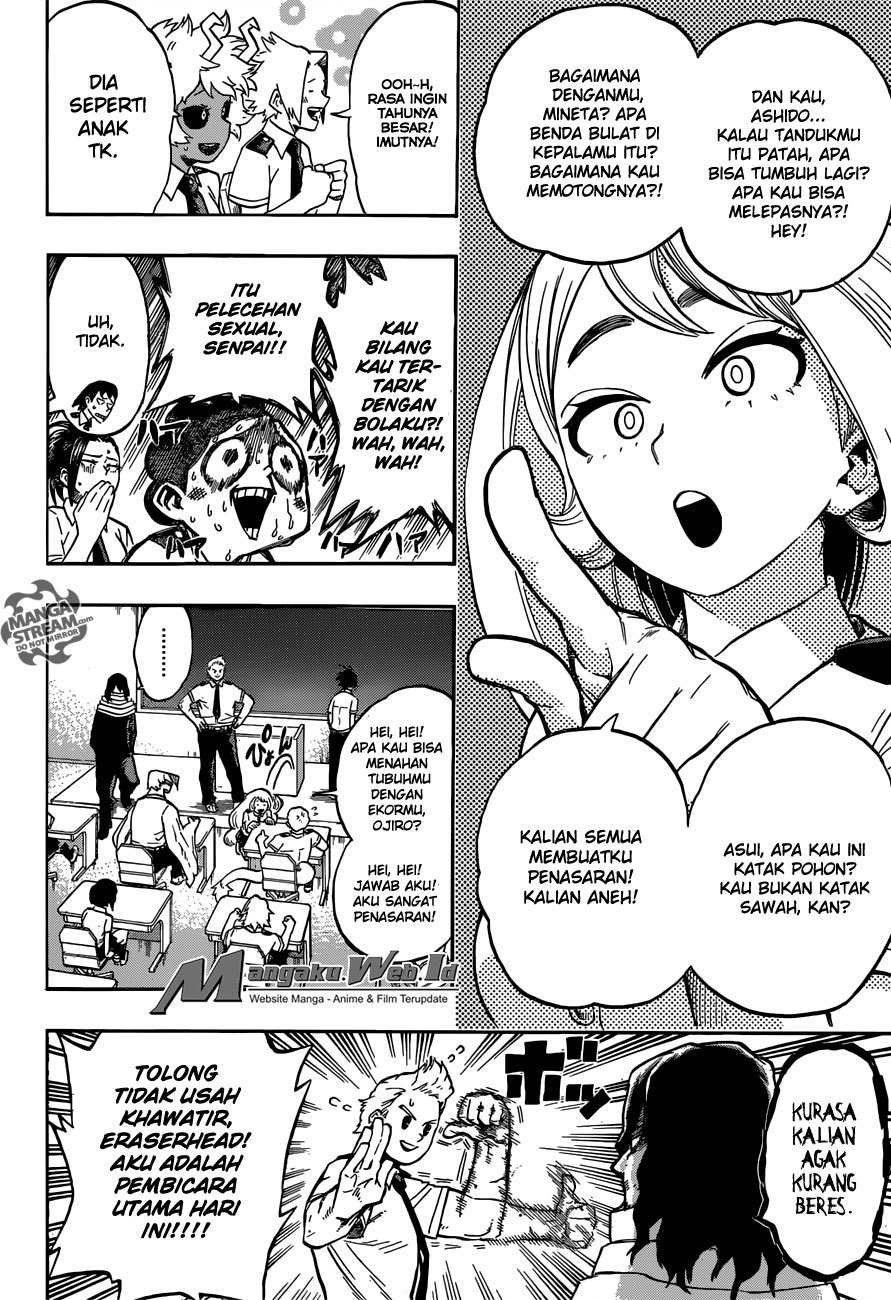 DAN KAU,
ASHIDO...
KALAU TANDUKMU
ITU PATAH, APA
BISA TUMBUH LAGI?
APA KAU BISA
MELEPASNYA?!
HEY!
BAGAIMANA
DENGANMU,
MINETA? APA
BENDA BULAT DI
KEPALAMU ITU?
BAGAIMANA KAU
MEMOTONGNYA?!
ASUI, APA KAU INI
KATAK POHON?
KAU BUKAN KATAK
SAWAH, KAN?
KALIAN SEMUA
MEMBUATKU
PENASARAN!
KALIAN ANEH!
OOH~H,
RASA INGIN
TAHUNYA
BESAR!
IMUTNYA!
DIA
SEPERTI
ANAK
TK.
KAU
BILANG
KAU TER-
TARIK
DENGAN
BOLAKU?!
WAH, WAH,
WAH!
ITU
PELECEHAN
SEXUAL,
SENPAI!!
UH,
TIDAK.
MANGA
STREAM.com
DO NOT MIRROR
.........
HEI, HEI!
APA KAU BISA
MENAHAN
TUBUHMU
DENGAN
EKORMU,
OJIRO?
HEI, HEI!
JAWAB AKU!
AKU SANGAT
PENASARAN!
Mangaku.Web.Id
Website Manga - Anime & Film Terupdate
KURASA
KALIAN
AGAK
KURANG
BERES.
TOLONG
TIDAK USAH
KHAWATIR,
ERASERHEAD!
AKU ADALAH
PEMBICARA
UTAMA HARI
INI!!!!